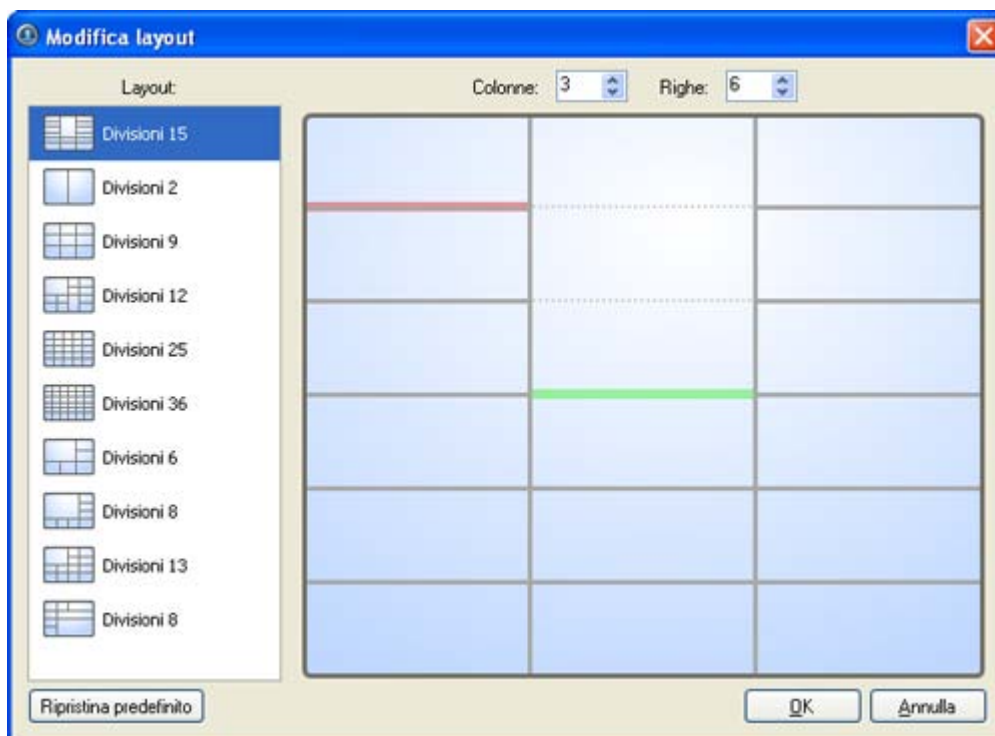 Modifica layout
Layout:
Colonne: 3
Righe: 6
Divisioni 15
Divisioni 2
Divisioni 9
Divisioni 12
Divisioni 25
Divisioni 36
Divisioni 6
Divisioni 8
Divisioni 13
Divisioni 8
Ripristina predefinito
OK
Annulla